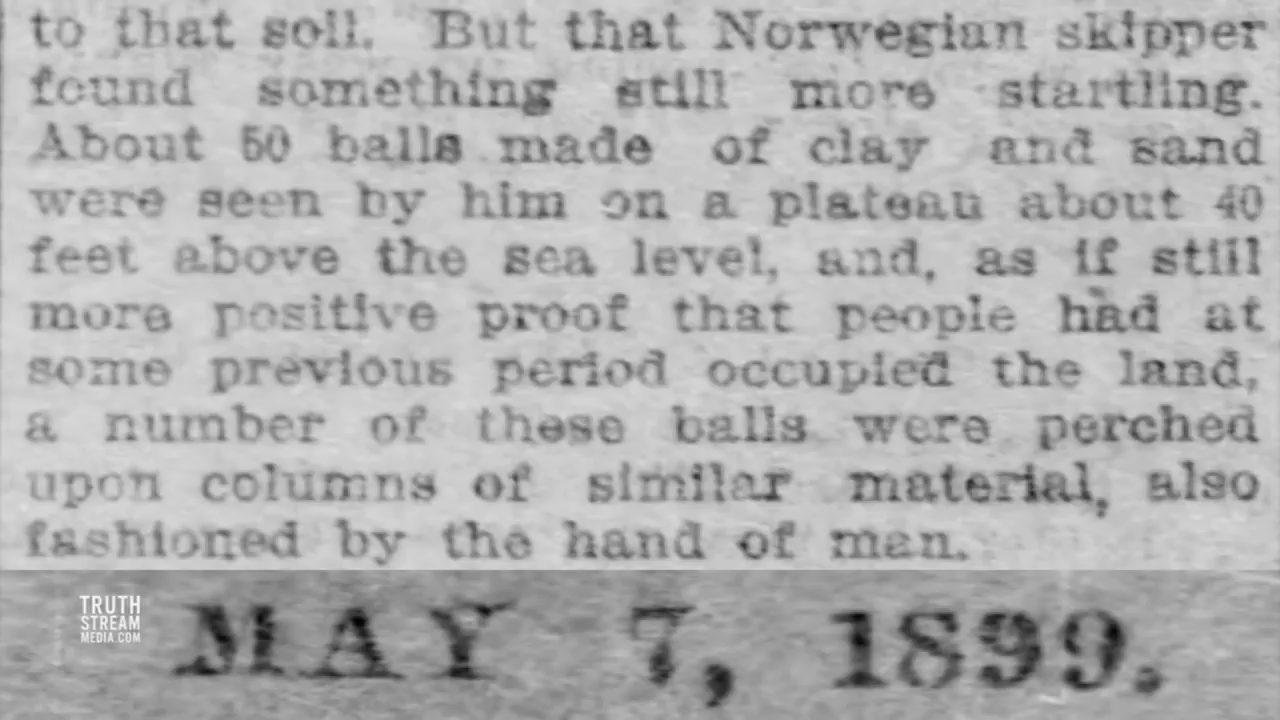 to that soil. But that Norwegian skipper
found something still more startling.
About 50 balls made of clay and sand
were seen by him on a plateau about 40
feet above the sea level, and, as if still
more positive proof that people had at
some previous period occupied the land,
a number of these balls were perched
upon columns of similar material, also
fashioned by the hand of man.
MAY 7, 1899.
TRUTH
STREAM
MEDIA.COM